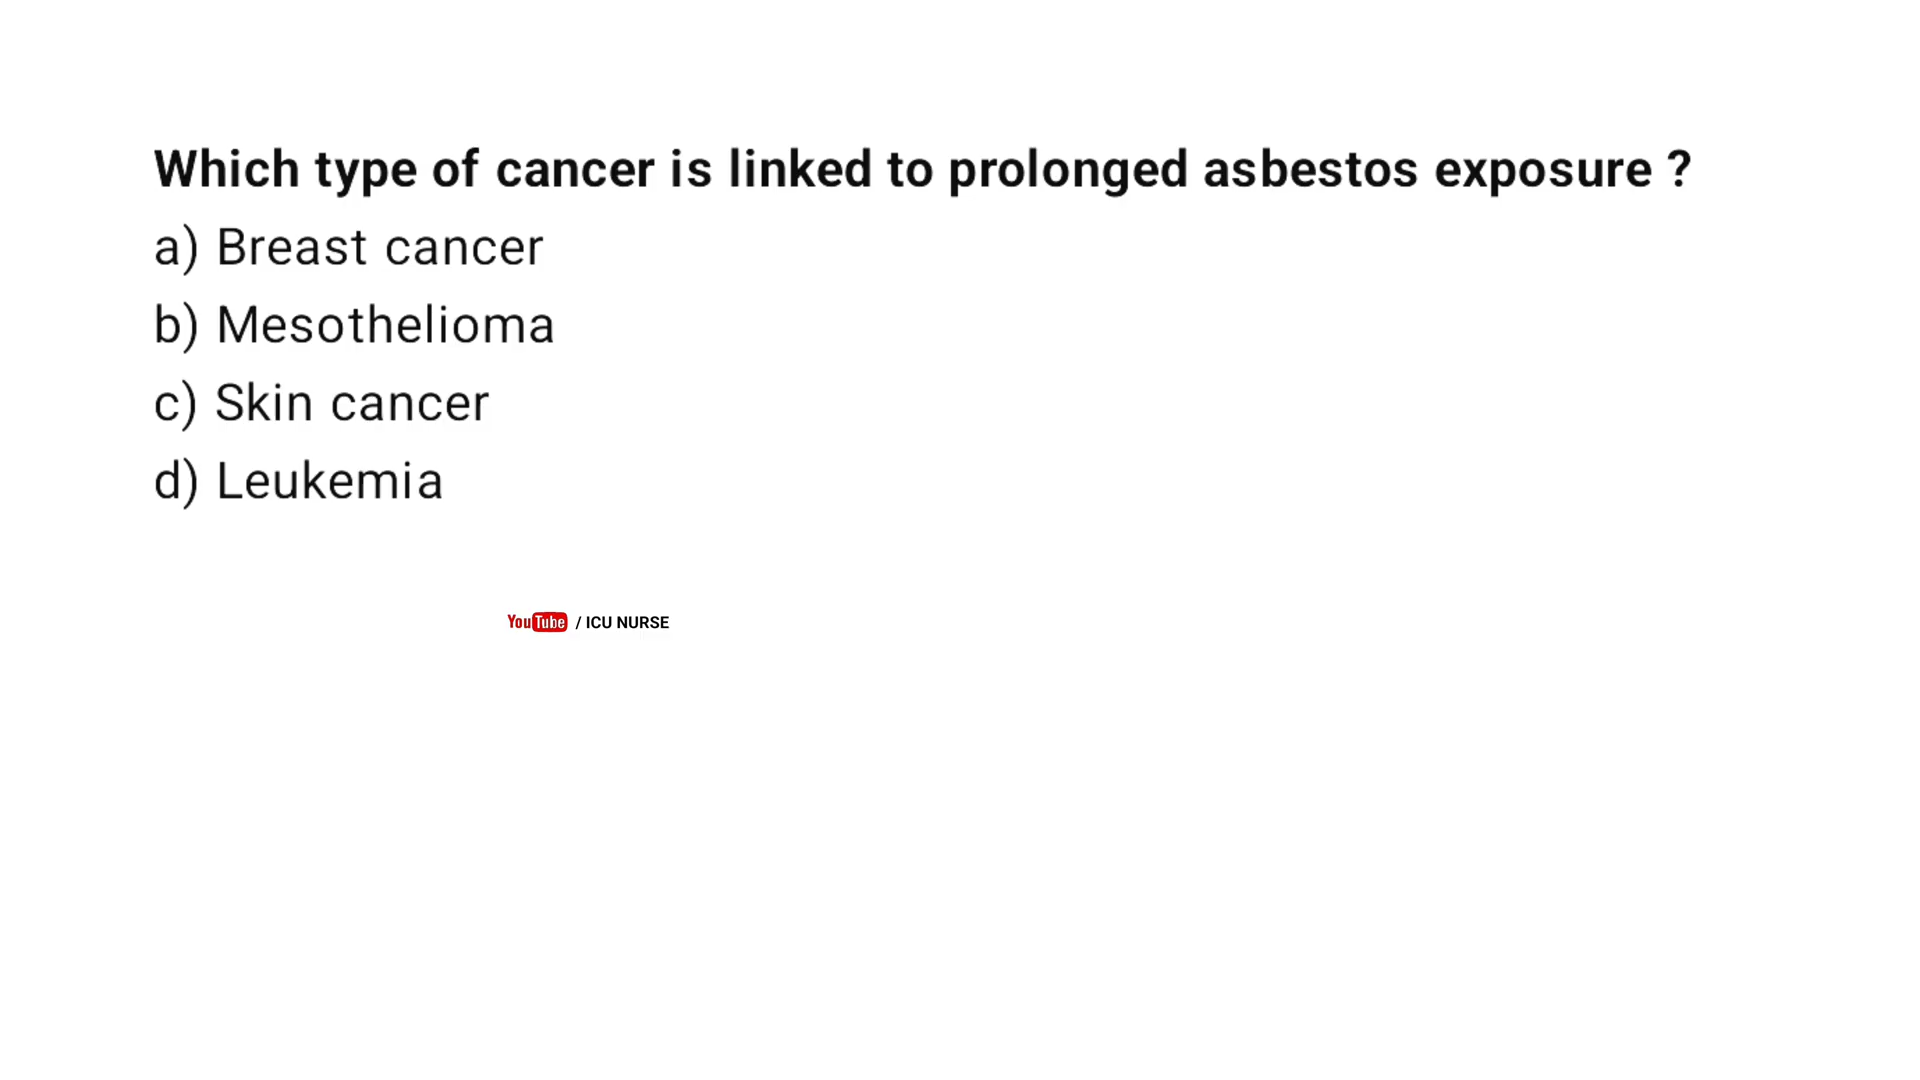 Which type of cancer is linked to prolonged asbestos exposure ?
a) Breast cancer
b) Mesothelioma
c) Skin cancer
d) Leukemia
YouTube / ICU NURSE